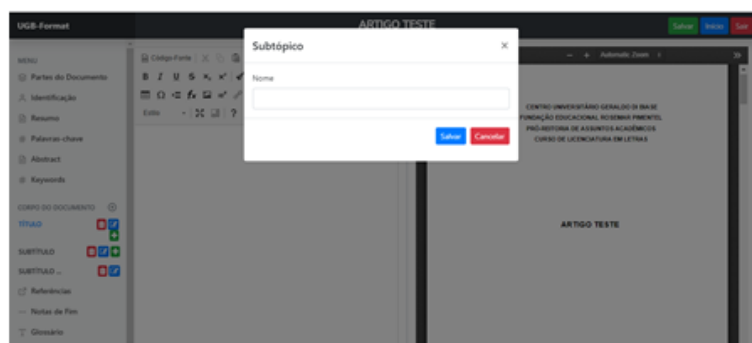 UGB-Format
ARTIGO TESTE
Salvar Início Sair
MENU
Partes do Documento
Identificação
Resumo
Palavras-chave
Abstract
Keywords
CORPO DO DOCUMENTO
TÍTULO
SUBTÍTULO
SUBTÍTULO ...
Referências
Notas de Fim
Glossário
Código-Fonte
B I U S
Estilo
?
Subtópico
×
Nome
Salvar Cancelar
Automatic Zoom
CENTRO UNIVERSITÁRIO GERALDO DI BIASE
FUNDAÇÃO EDUCACIONAL ROSEMAR PIMENTEL
PRÓ-REITORIA DE ASSUNTOS ACADÊMICOS
CURSO DE LICENCIATURA EM LETRAS
ARTIGO TESTE